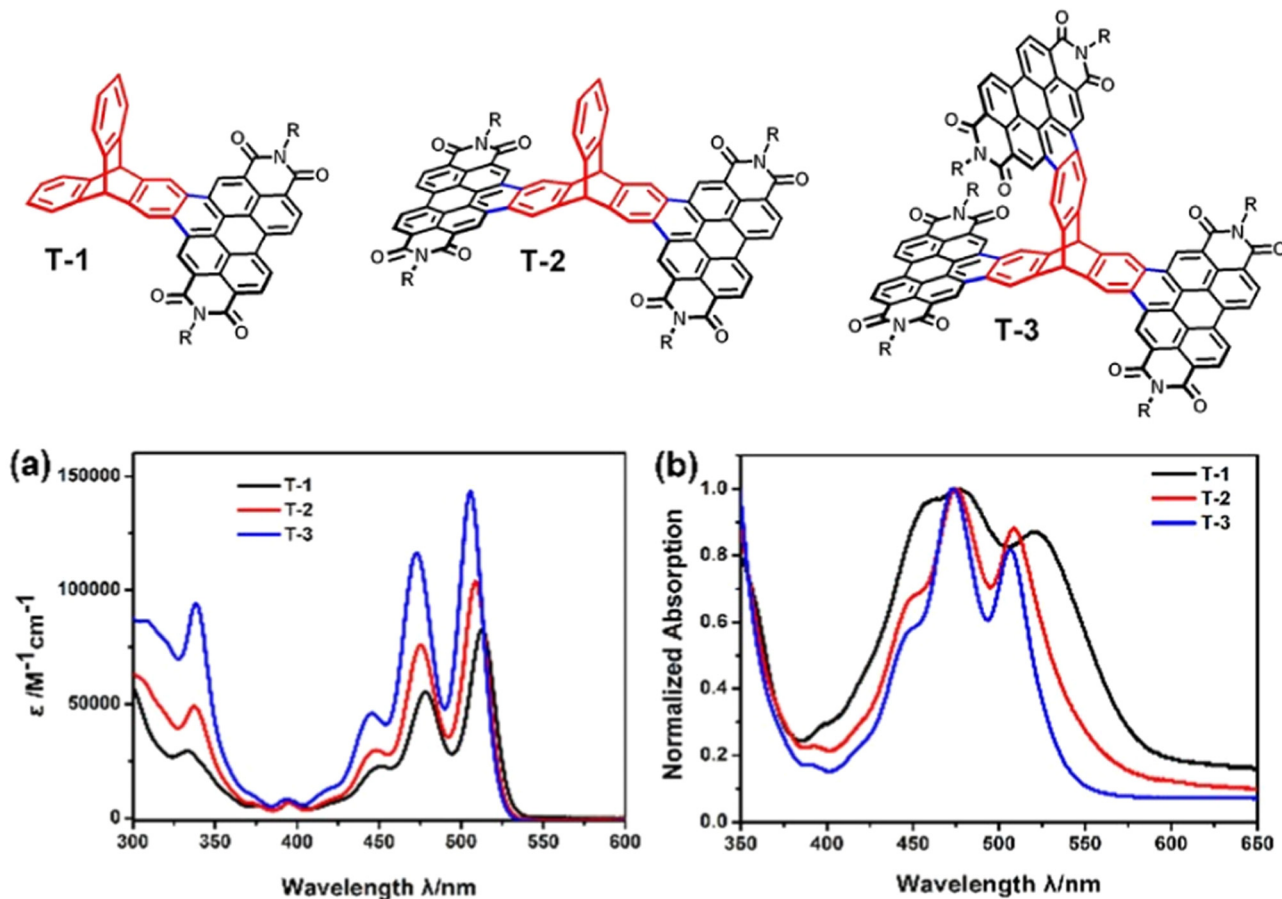 R
O
N
O
O
N
O
R
T-1
R
O
N
O
O
N
O
R
R
O
N
O
O
N
O
R
T-2
R
O
N
O
O
N
O
R
R
O
N
O
O
N
O
R
R
O
N
O
O
N
O
R
T-3
(a)
150000
100000
50000
0
ε /M⁻¹cm⁻¹
T-1
T-2
T-3
300 350 400 450 500 550 600
Wavelength λ/nm
(b)
1.0
0.8
0.6
0.4
0.2
0.0
Normalized Absorption
T-1
T-2
T-3
350 400 450 500 550 600 650
Wavelength λ/nm